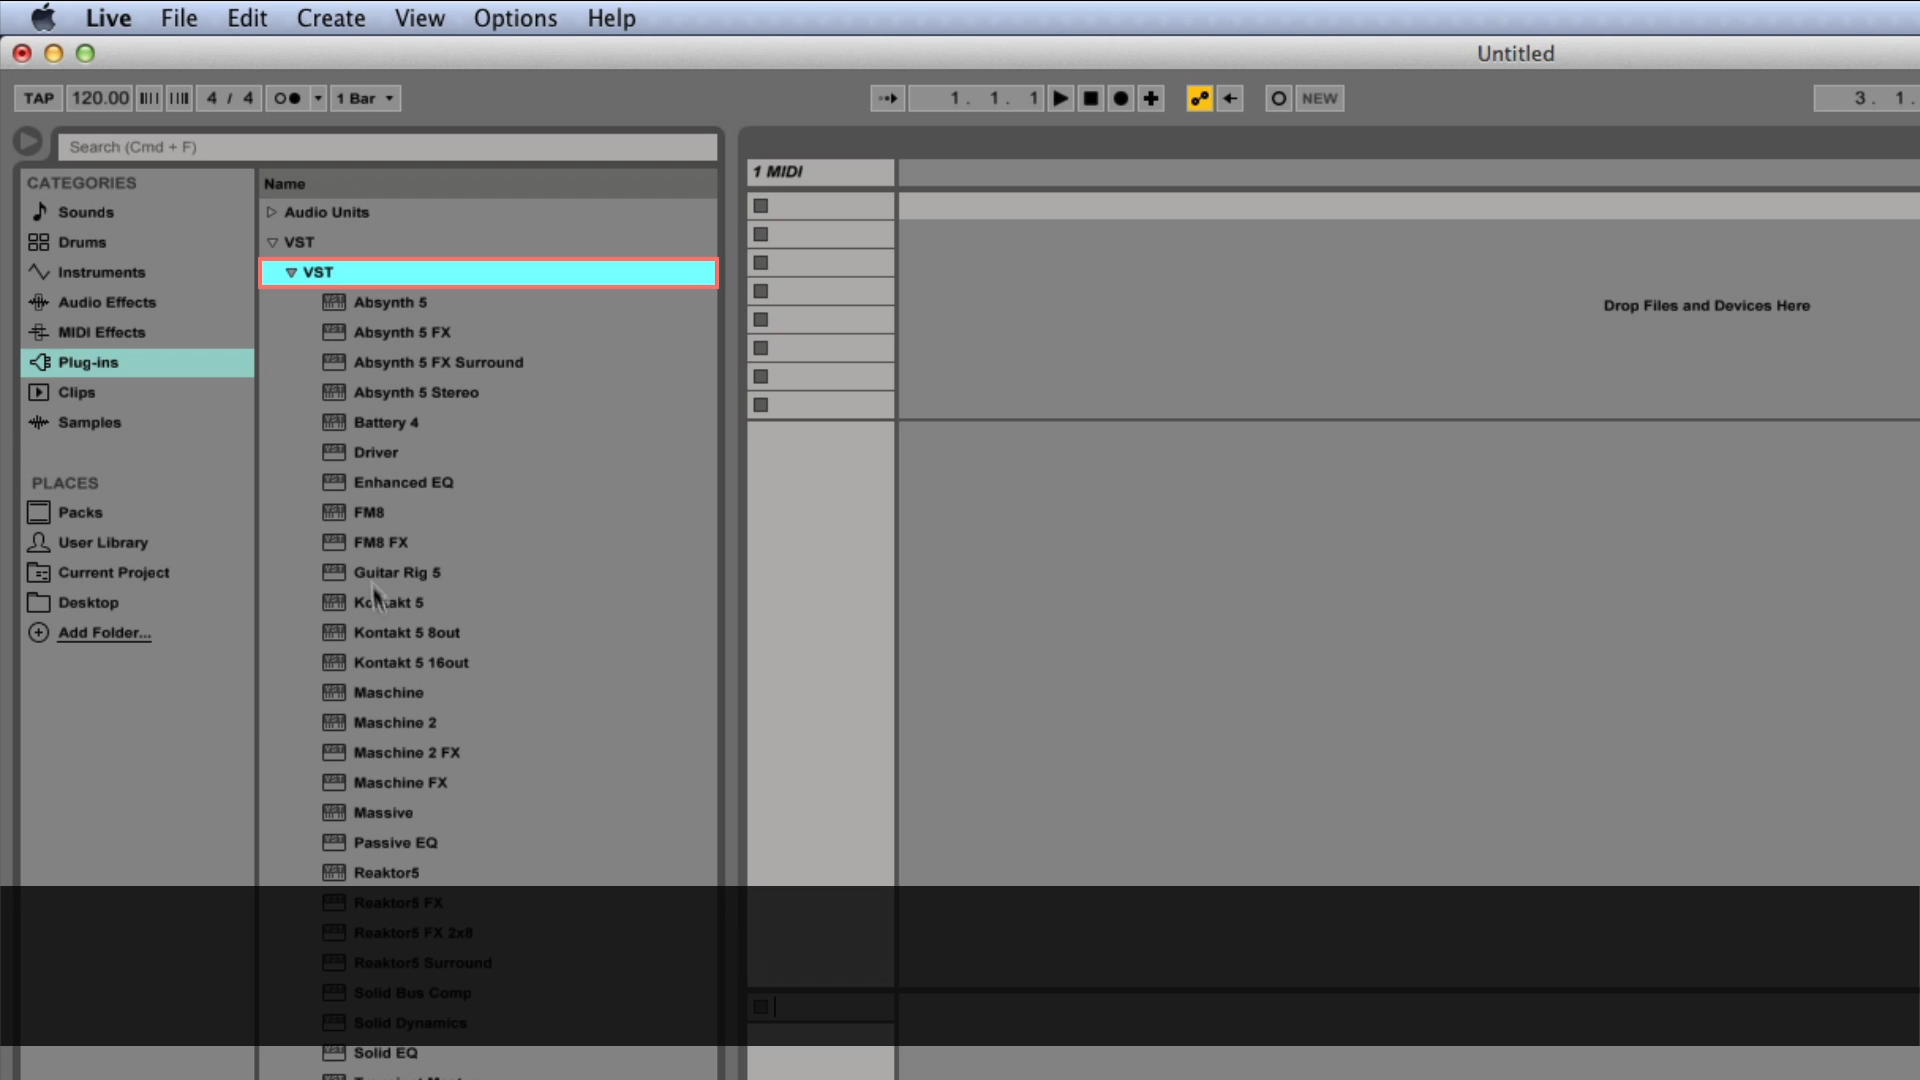 Live File Edit Create View Options Help
Untitled
TAP 120.00 4 / 4 1 Bar 1. 1. 1 NEW 3. 1.
Search (Cmd + F)
CATEGORIES
Sounds
Drums
Instruments
Audio Effects
MIDI Effects
Plug-ins
Clips
Samples
PLACES
Packs
User Library
Current Project
Desktop
Add Folder...
Name
Audio Units
VST
VST
Absynth 5
Absynth 5 FX
Absynth 5 FX Surround
Absynth 5 Stereo
Battery 4
Driver
Enhanced EQ
FM8
FM8 FX
Guitar Rig 5
Kontakt 5
Kontakt 5 8out
Kontakt 5 16out
Maschine
Maschine 2
Maschine 2 FX
Maschine FX
Massive
Passive EQ
Reaktor5
Reaktor5 FX
Reaktor5 FX 2x8
Reaktor5 Surround
Solid Bus Comp
Solid Dynamics
Solid EQ
1 MIDI
Drop Files and Devices Here